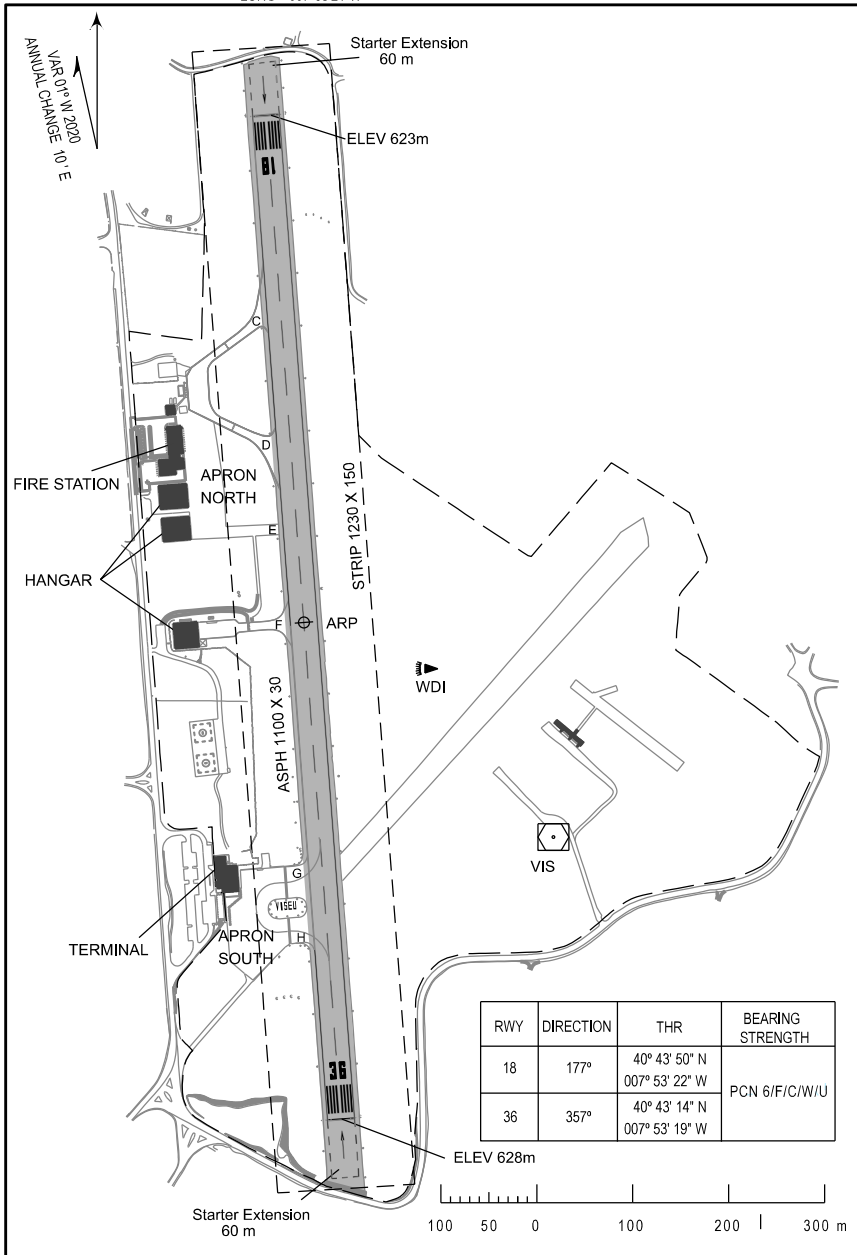 Starter Extension
60 m
VAR 01º W 2020
ANNUAL CHANGE 10' E
ELEV 623m
18
C
D
FIRE STATION
APRON
NORTH
E
STRIP 1230 X 150
HANGAR
F
ARP
WDI
ASPH 1100 X 30
VIS
G
VISEU
TERMINAL
APRON
SOUTH
H
RWY DIRECTION THR BEARING STRENGTH
18 177º 40º 43' 50" N 007º 53' 22" W PCN 6/F/C/W/U
36 357º 40º 43' 14" N 007º 53' 19" W
36
ELEV 628m
Starter Extension
60 m
100 50 0 100 200 300 m